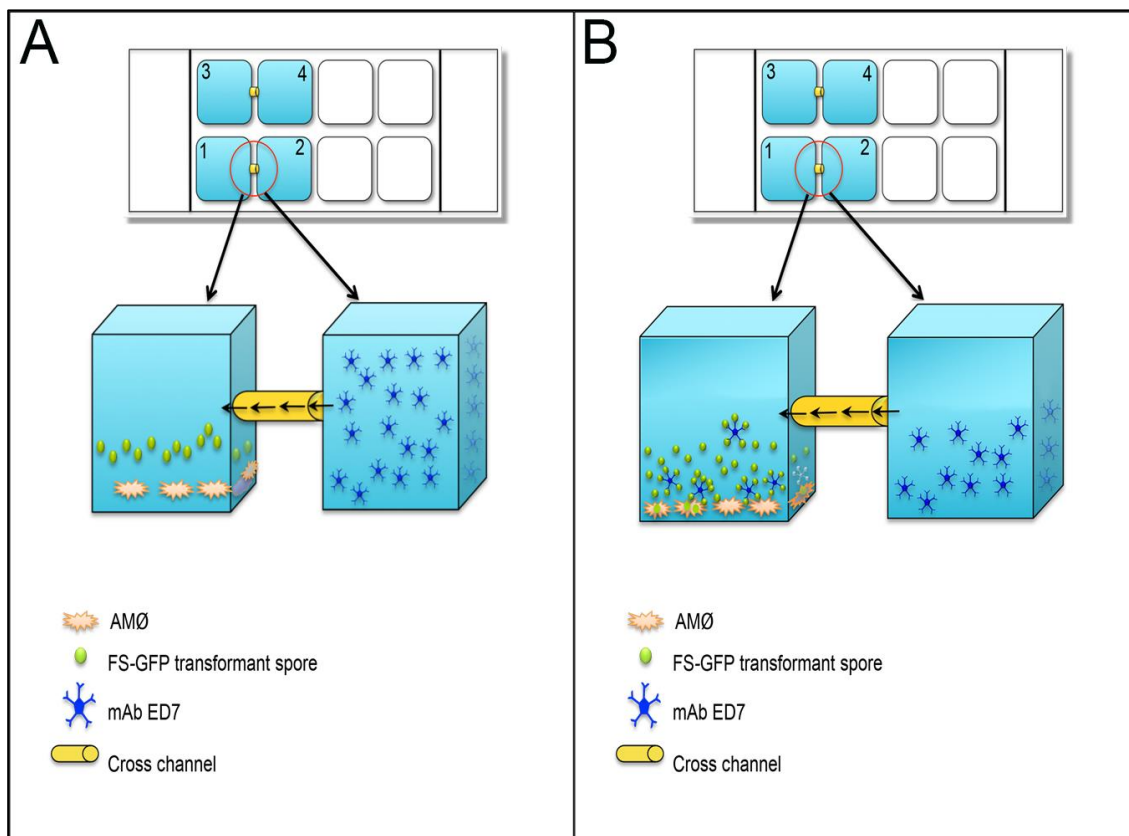 A
3
4
1
2
AMØ
FS-GFP transformant spore
mAb ED7
Cross channel
B
3
4
1
2
AMØ
FS-GFP transformant spore
mAb ED7
Cross channel